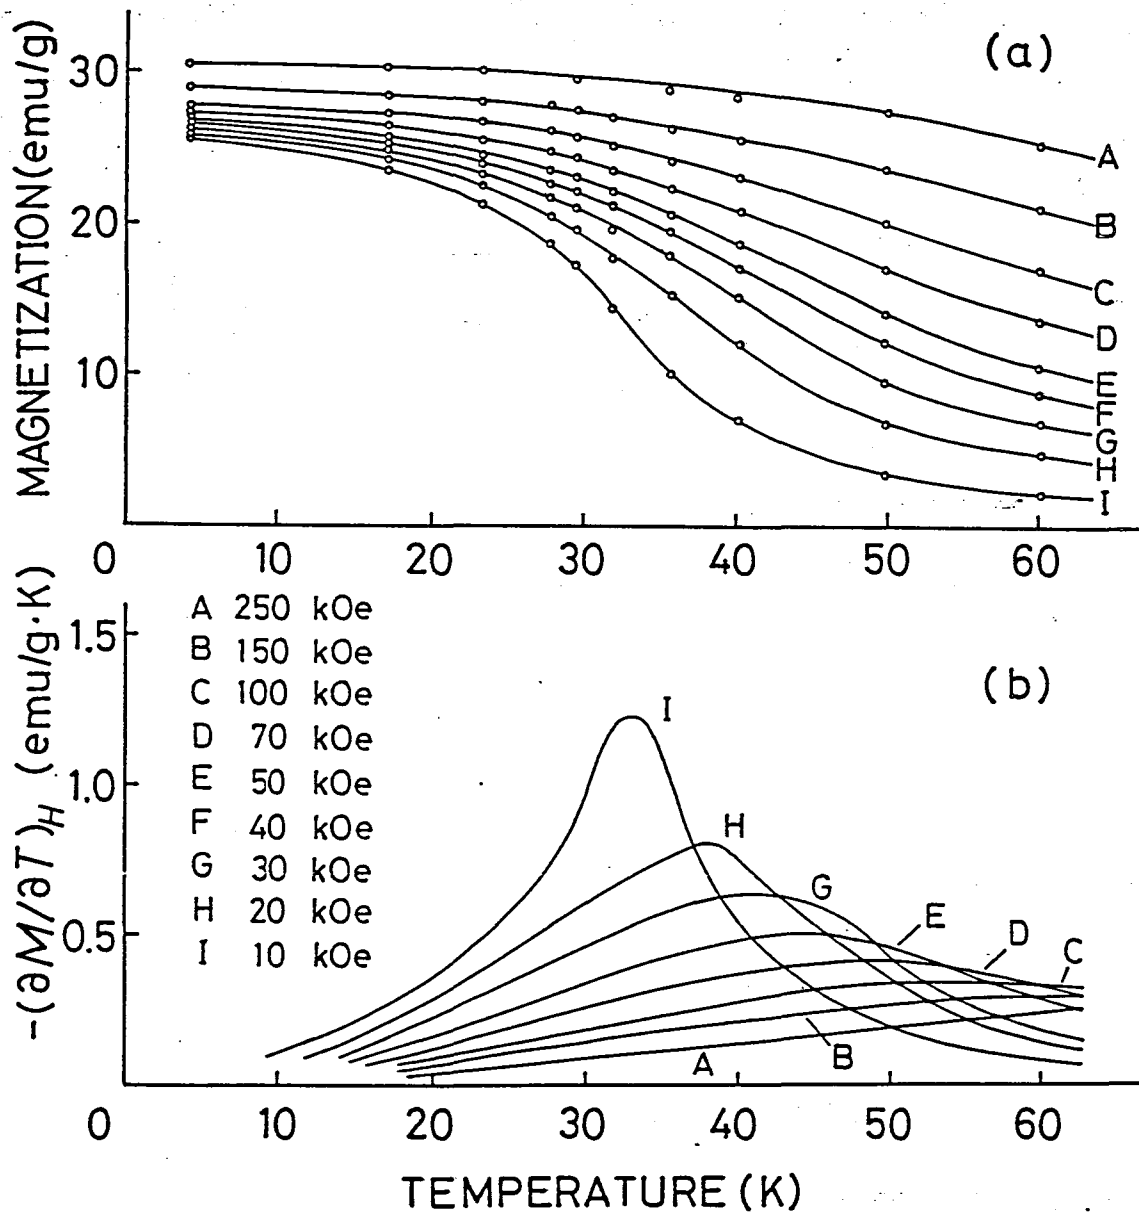 MAGNETIZATION(emu/g)
(a)
30
20
10
A
B
C
D
E
F
G
H
I
0 10 20 30 40 50 60
-(∂M/∂T)H (emu/g·K)
1.5
1.0
0.5
A 250 kOe
B 150 kOe
C 100 kOe
D 70 kOe
E 50 kOe
F 40 kOe
G 30 kOe
H 20 kOe
I 10 kOe
(b)
I
H
G
E
D
C
A
B
0 10 20 30 40 50 60
TEMPERATURE (K)